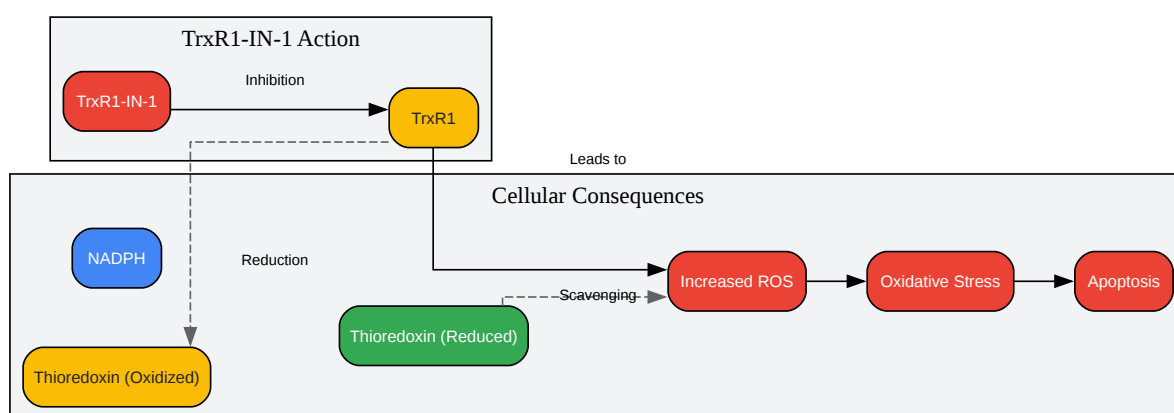 TrxR1-IN-1 Action
Inhibition
TrxR1-IN-1
TrxR1
Leads to
Cellular Consequences
NADPH
Reduction
Increased ROS
Oxidative Stress
Apoptosis
Scavenging
Thioredoxin (Reduced)
Thioredoxin (Oxidized)